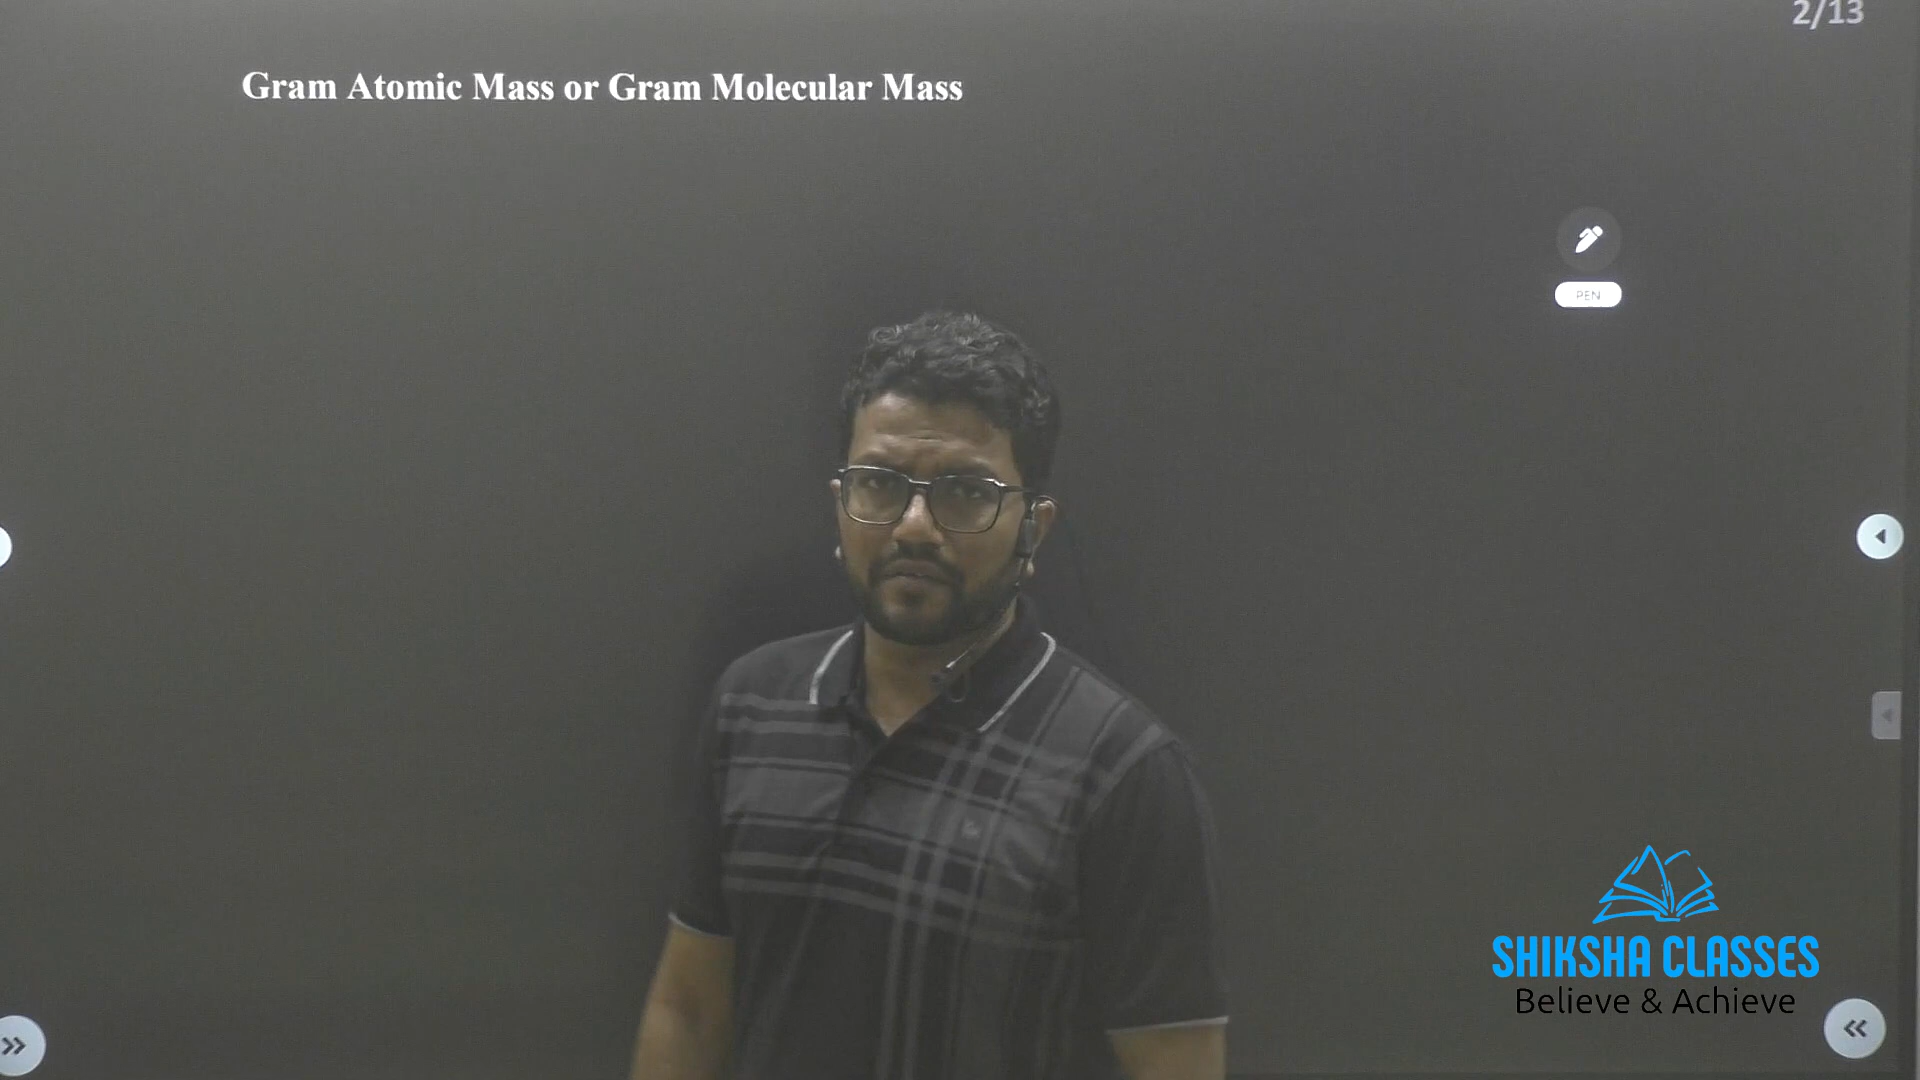 2/13
Gram Atomic Mass or Gram Molecular Mass
PEN
SHIKSHA CLASSES
Believe & Achieve